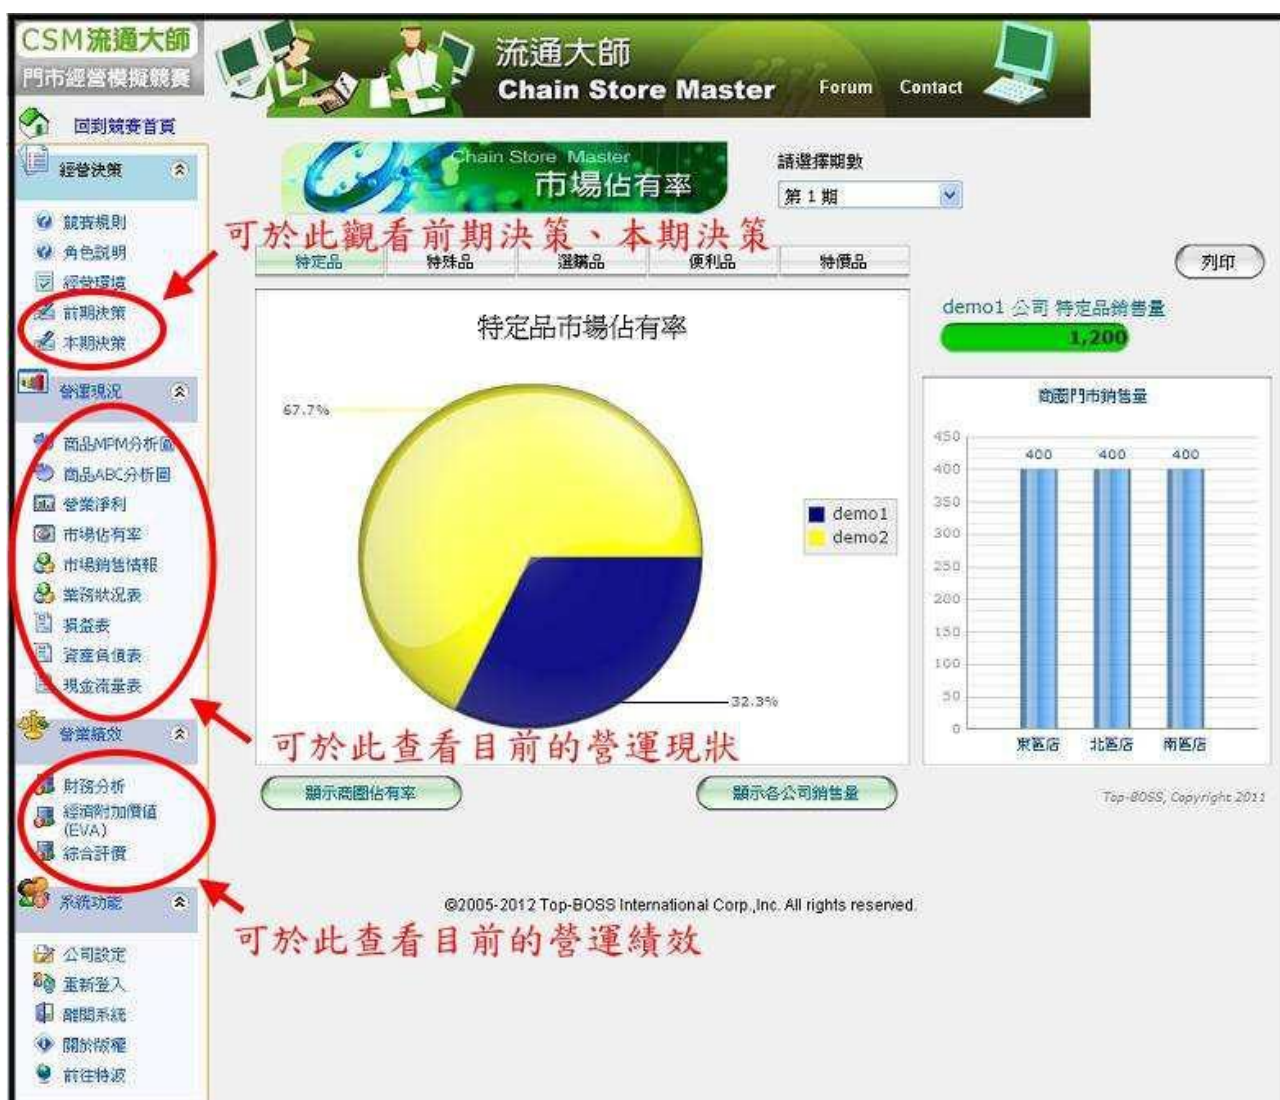 CSM流通大師
門市經營模擬競賽
流通大師
Chain Store Master
Forum
Contact
回到競賽首頁
經營決策
競賽規則
角色說明
經營環境
前期決策
本期決策
營運現況
商品MPM分析圖
商品ABC分析圖
營業淨利
市場佔有率
市場銷售情報
業務狀況表
損益表
資產負債表
現金流量表
營業績效
財務分析
經濟附加價值
(EVA)
綜合評價
系統功能
公司設定
重新登入
離開系統
關於版權
前往特波
Chain Store Master
市場佔有率
請選擇期數
第 1 期
可於此觀看前期決策、本期決策
特定品
特殊品
選購品
便利品
特價品
列印
特定品市場佔有率
67.7%
32.3%
demo1
demo2
demo1 公司 特定品銷售量
1,200
商圈門市銷售量
450
400
350
300
250
200
150
100
50
0
400
400
400
東區店
北區店
南區店
可於此查看目前的營運現狀
顯示商圈佔有率
顯示各公司銷售量
Top-BOSS, Copyright 2011
©2005-2012 Top-BOSS International Corp.,Inc. All rights reserved.
可於此查看目前的營運績效